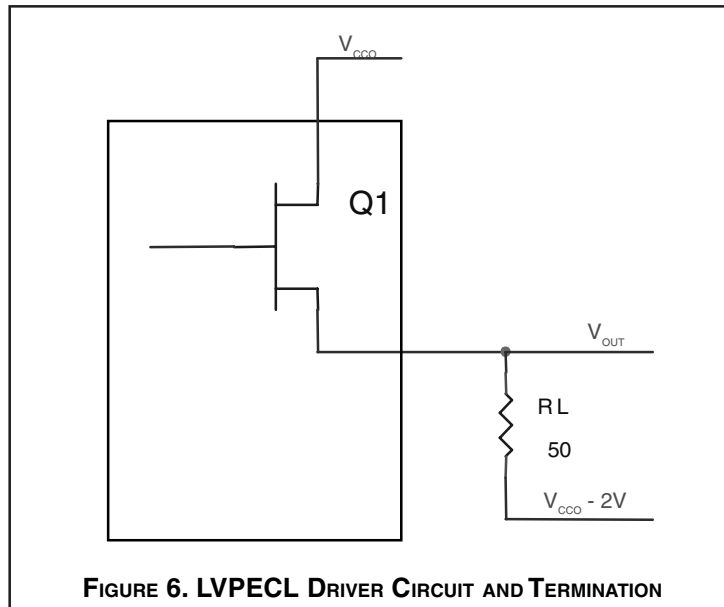 V_CCO
Q1
V_OUT
RL
50
V_CCO - 2V
FIGURE 6. LVPECL DRIVER CIRCUIT AND TERMINATION